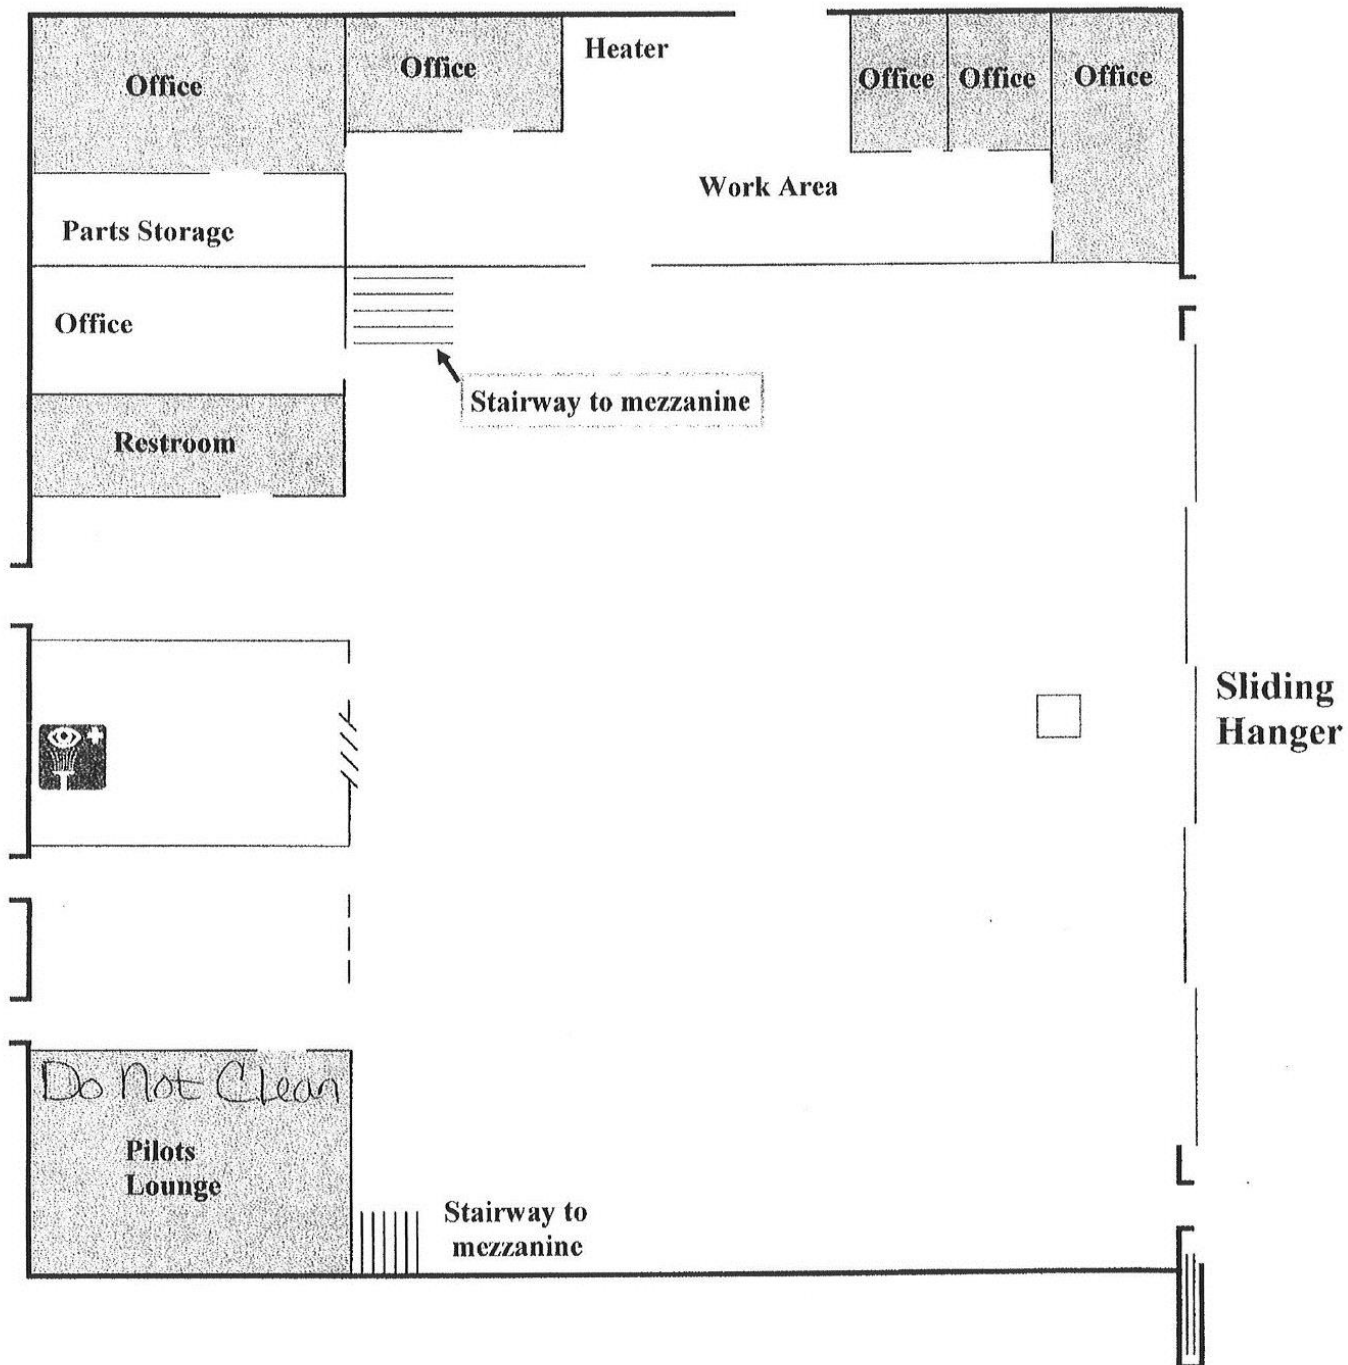 Office
Office
Heater
Office
Office
Office
Work Area
Parts Storage
Office
Stairway to mezzanine
Restroom
Sliding
Hanger
Do Not Clean
Pilots
Lounge
Stairway to
mezzanine